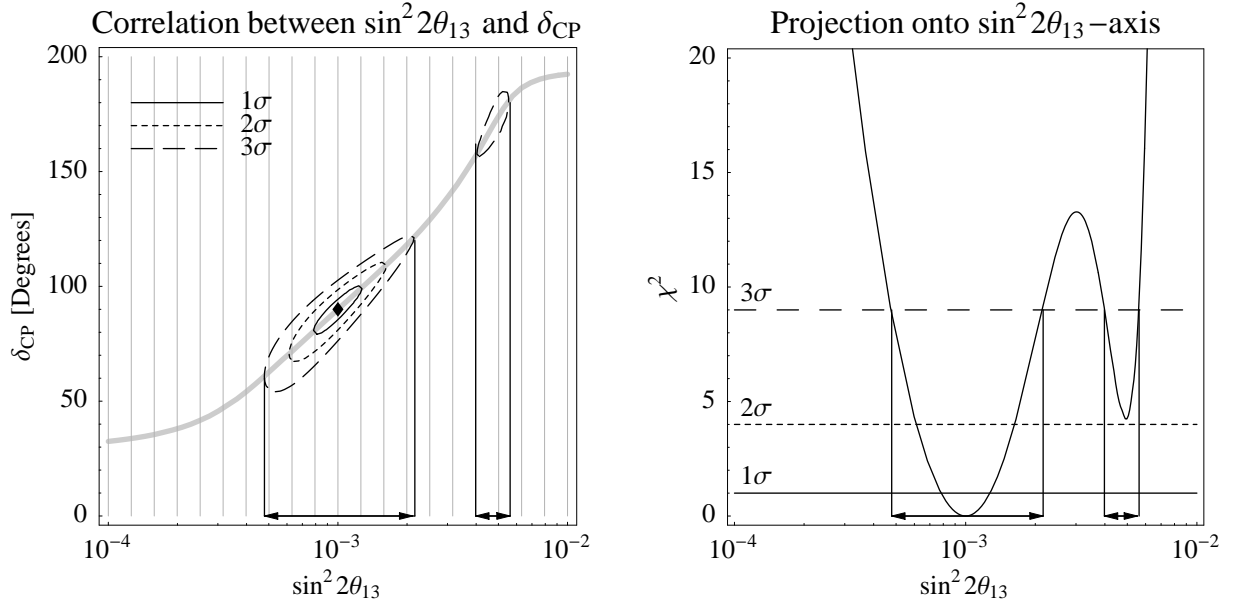 Correlation between sin² 2θ₁₃ and δ_CP
200
150
100
50
0
δ_CP [Degrees]
1σ
2σ
3σ
10⁻⁴
10⁻³
10⁻²
sin² 2θ₁₃
Projection onto sin² 2θ₁₃−axis
20
15
10
5
0
χ²
3σ
2σ
1σ
10⁻⁴
10⁻³
10⁻²
sin² 2θ₁₃